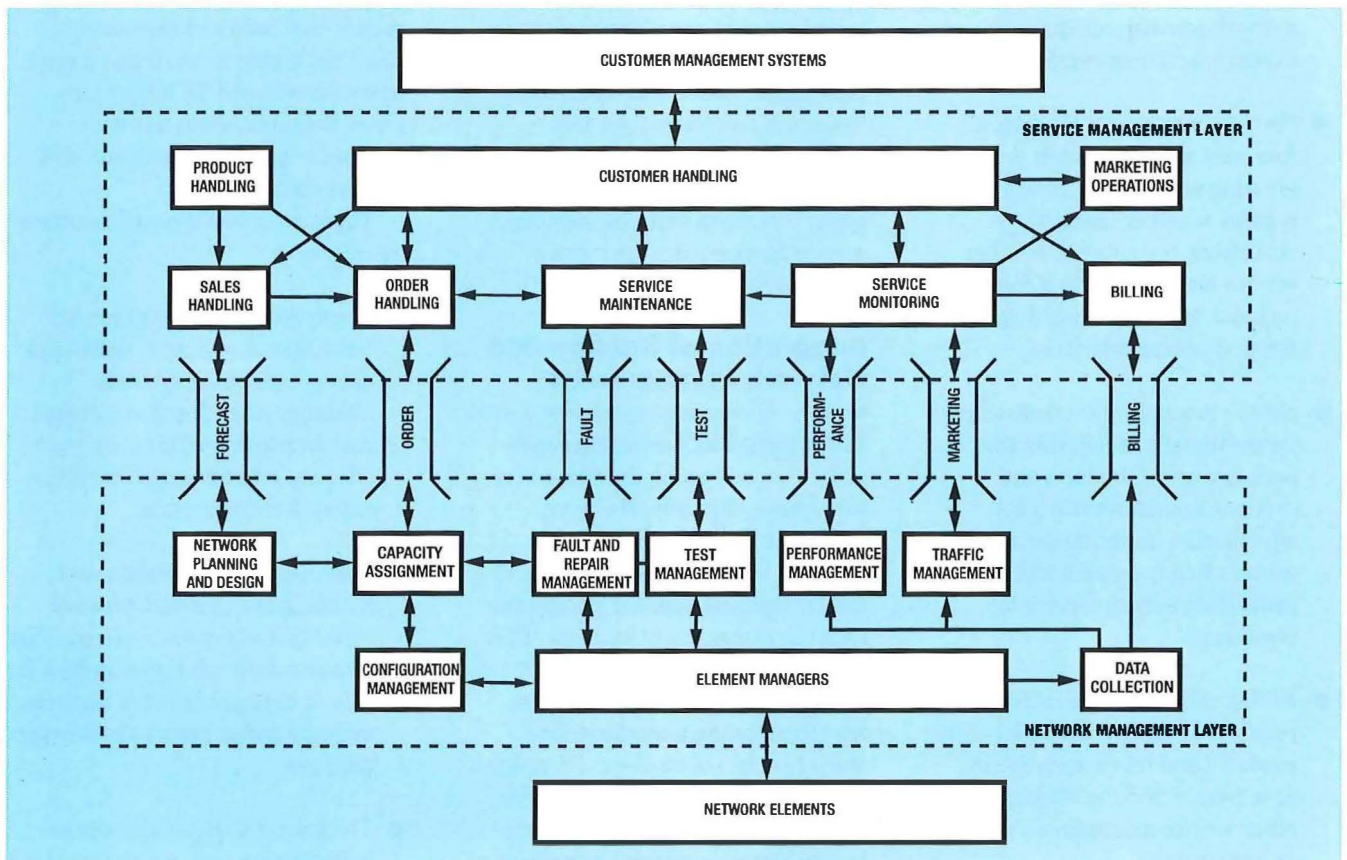 CUSTOMER MANAGEMENT SYSTEMS
SERVICE MANAGEMENT LAYER
PRODUCT
HANDLING
CUSTOMER HANDLING
MARKETING
OPERATIONS
SALES
HANDLING
ORDER
HANDLING
SERVICE
MAINTENANCE
SERVICE
MONITORING
BILLING
FORECAST
ORDER
FAULT
TEST
PERFORM-
ANCE
MARKETING
BILLING
NETWORK
PLANNING
AND DESIGN
CAPACITY
ASSIGNMENT
FAULT AND
REPAIR
MANAGEMENT
TEST
MANAGEMENT
PERFORMANCE
MANAGEMENT
TRAFFIC
MANAGEMENT
CONFIGURATION
MANAGEMENT
ELEMENT MANAGERS
DATA
COLLECTION
NETWORK MANAGEMENT LAYER
NETWORK ELEMENTS